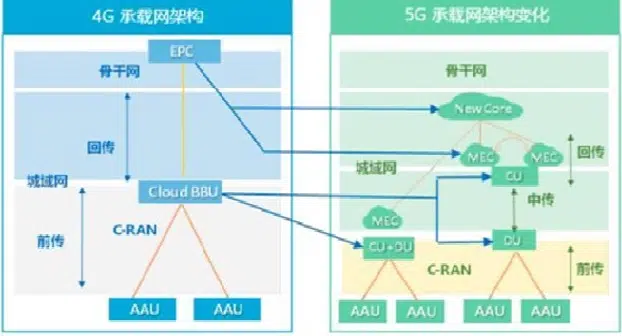 4G 承载网架构
EPC
骨干网
回传
城域网
Cloud BBU
前传
C-RAN
AAU
AAU
5G 承载网架构变化
骨干网
New Core
MEC
MEC
回传
城域网
CU
中传
MEC
CU+DU
DU
C-RAN
前传
AAU
AAU
AAU
AAU